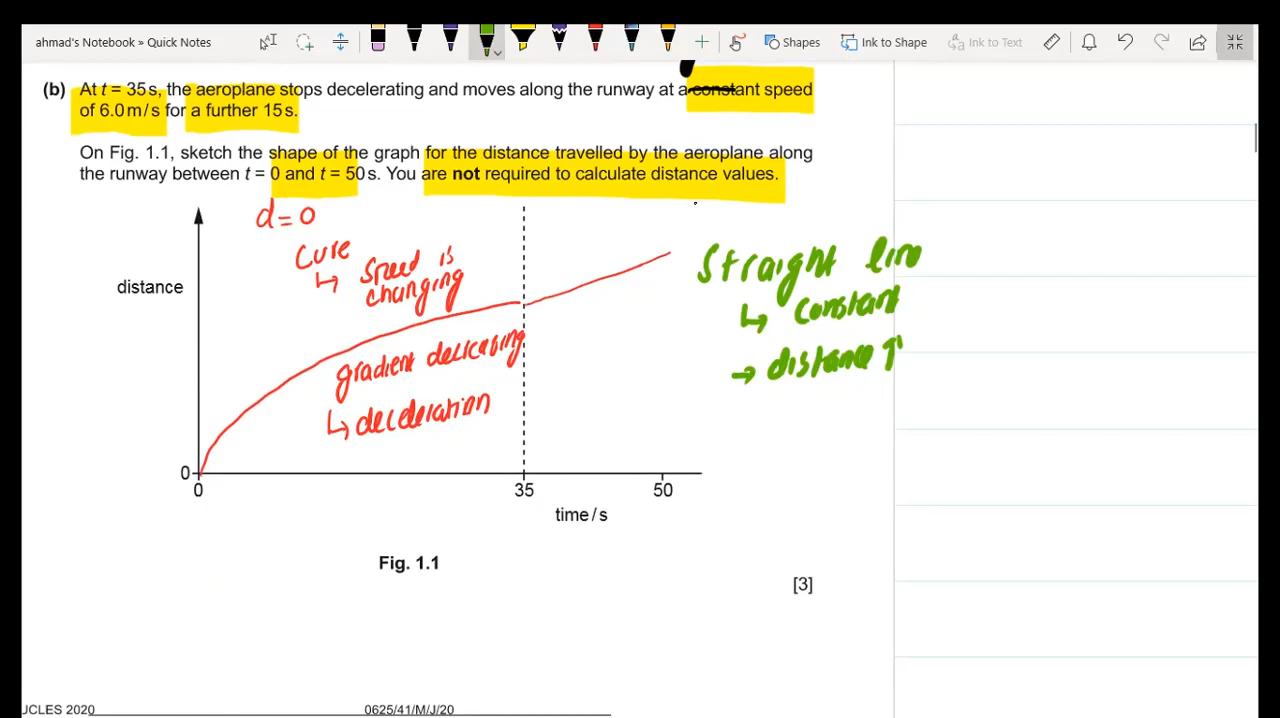 ahmad's Notebook » Quick Notes
Shapes
Ink to Shape
Ink to Text
(b) At t = 35 s, the aeroplane stops decelerating and moves along the runway at a constant speed
of 6.0 m/s for a further 15 s.
On Fig. 1.1, sketch the shape of the graph for the distance travelled by the aeroplane along
the runway between t = 0 and t = 50 s. You are not required to calculate distance values.
d = 0
Cuve
↳ Speed is
changing
distance
Straight line
↳ constant
→ distance ↑
gradient decreasing
↳ deceleration
0
0
35
50
time / s
Fig. 1.1
[3]
UCLES 2020
0625/41/M/J/20